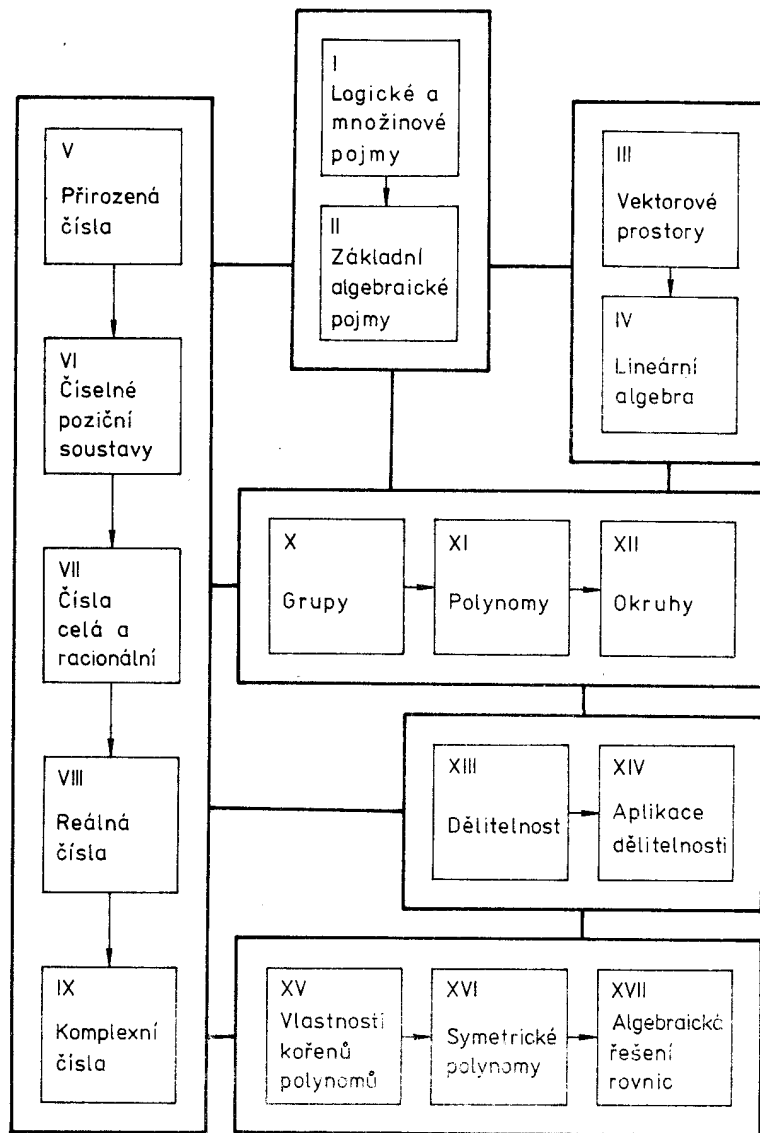 I
Logické a
množinové
pojmy
II
Základní
algebraické
pojmy
III
Vektorové
prostory
IV
Lineární
algebra
V
Přirozená
čísla
VI
Číselné
poziční
soustavy
VII
Čísla
celá a
racionální
VIII
Reálná
čísla
IX
Komplexní
čísla
X
Grupy
XI
Polynomy
XII
Okruhy
XIII
Dělitelnost
XIV
Aplikace
dělitelnosti
XV
Vlastnosti
kořenů
polynomů
XVI
Symetrické
polynomy
XVII
Algebraická
řešení
rovnic